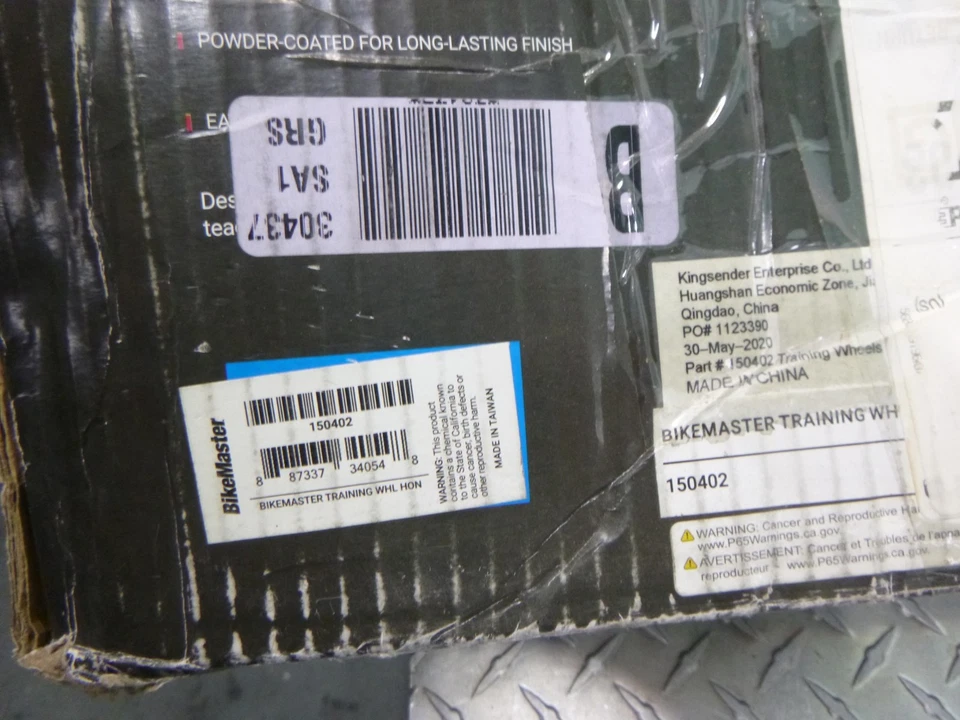 POWDER-COATED FOR LONG-LASTING FINISH
EA
GRS
SA1
30437
B
Des
tea
Kingsender Enterprise Co., Ltd
Huangshan Economic Zone,
Qingdao, China
PO# 1123390
30-May-2020
Part # 150402 Training Wheels
MADE IN CHINA
BIKEMASTER TRAINING WH
150402
WARNING: Cancer and Reproductive Ha
www.P65Warnings.ca.gov
AVERTISSEMENT: Cancer et Troubles de l'appa
reproducteur www.P65Warnings.ca.gov.
BikeMaster
150402
8 87337 34054 8
BIKEMASTER TRAINING WHL HON
WARNING: This product
contains a chemical known
to the State of California to
cause cancer, birth defects or
other reproductive harm.
MADE IN TAIWAN
(US)